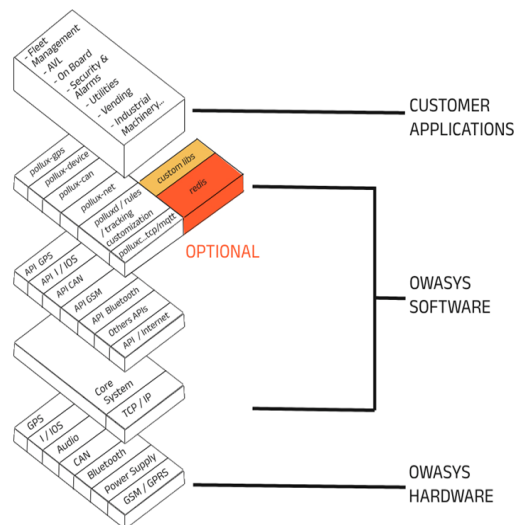 - Fleet
Management
- AVL
- On Board
- Security &
Alarms
- Utilities
- Vending
- Industrial
Machinery...
CUSTOMER
APPLICATIONS
pollux-gps
pollux-device
pollux-can
pollux-net
polluxd / rules
/ tracking
customization
polluxc...tcp/mqtt
custom libs
redis
OPTIONAL
API GPS
API I / IOS
API CAN
API GSM
API Bluetooth
Others APIs
API / Internet
OWASYS
SOFTWARE
Core
System
TCP / IP
GPS
I / IOS
Audio
CAN
Bluetooth
Power Supply
GSM / GPRS
OWASYS
HARDWARE